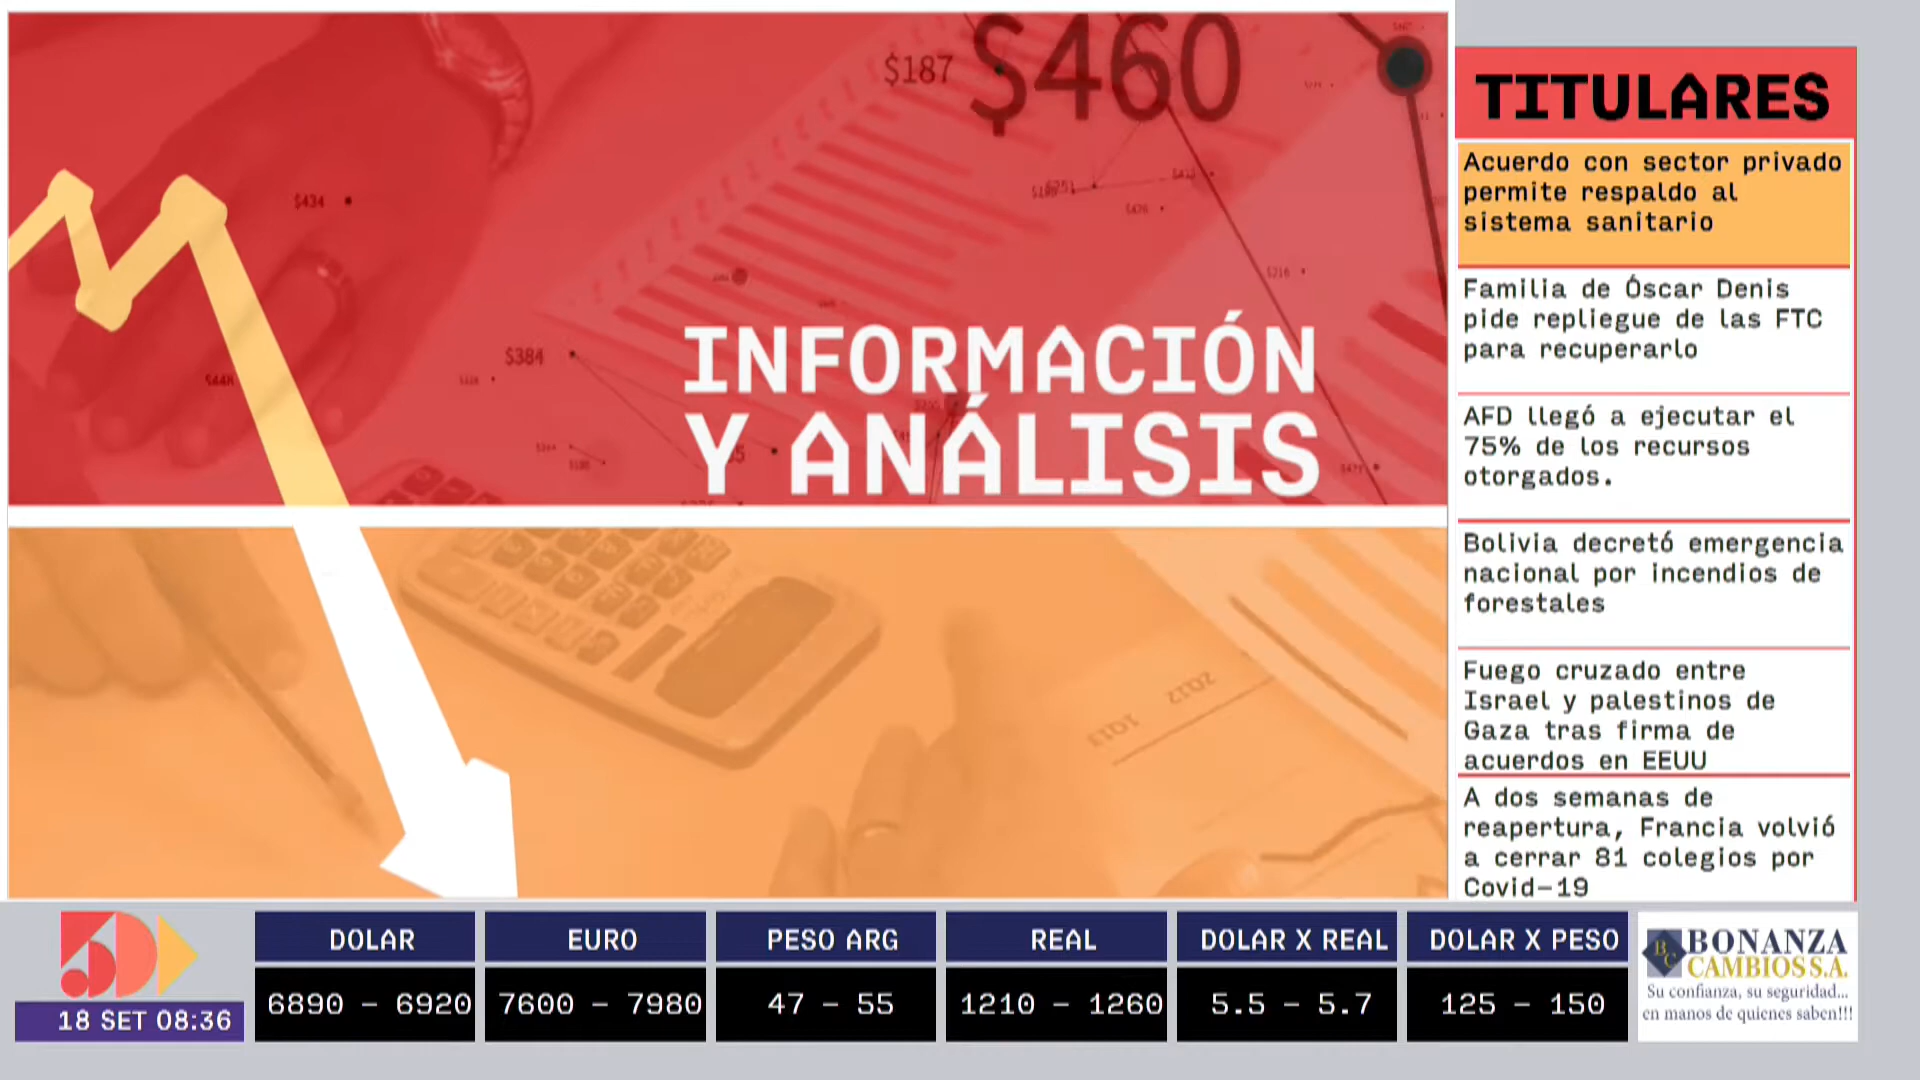 $460
$187
$434
$384
$448
INFORMACIÓN
Y ANÁLISIS
2Q12
1Q13
TITULARES
Acuerdo con sector privado
permite respaldo al
sistema sanitario
Familia de Óscar Denis
pide repliegue de las FTC
para recuperarlo
AFD llegó a ejecutar el
75% de los recursos
otorgados.
Bolivia decretó emergencia
nacional por incendios de
forestales
Fuego cruzado entre
Israel y palestinos de
Gaza tras firma de
acuerdos en EEUU
A dos semanas de
reapertura, Francia volvió
a cerrar 81 colegios por
Covid-19
5D
18 SET 08:36
DOLAR
6890 - 6920
EURO
7600 - 7980
PESO ARG
47 - 55
REAL
1210 - 1260
DOLAR X REAL
5.5 - 5.7
DOLAR X PESO
125 - 150
BC
BONANZA
CAMBIOS S.A.
Su confianza, su seguridad...
en manos de quienes saben!!!